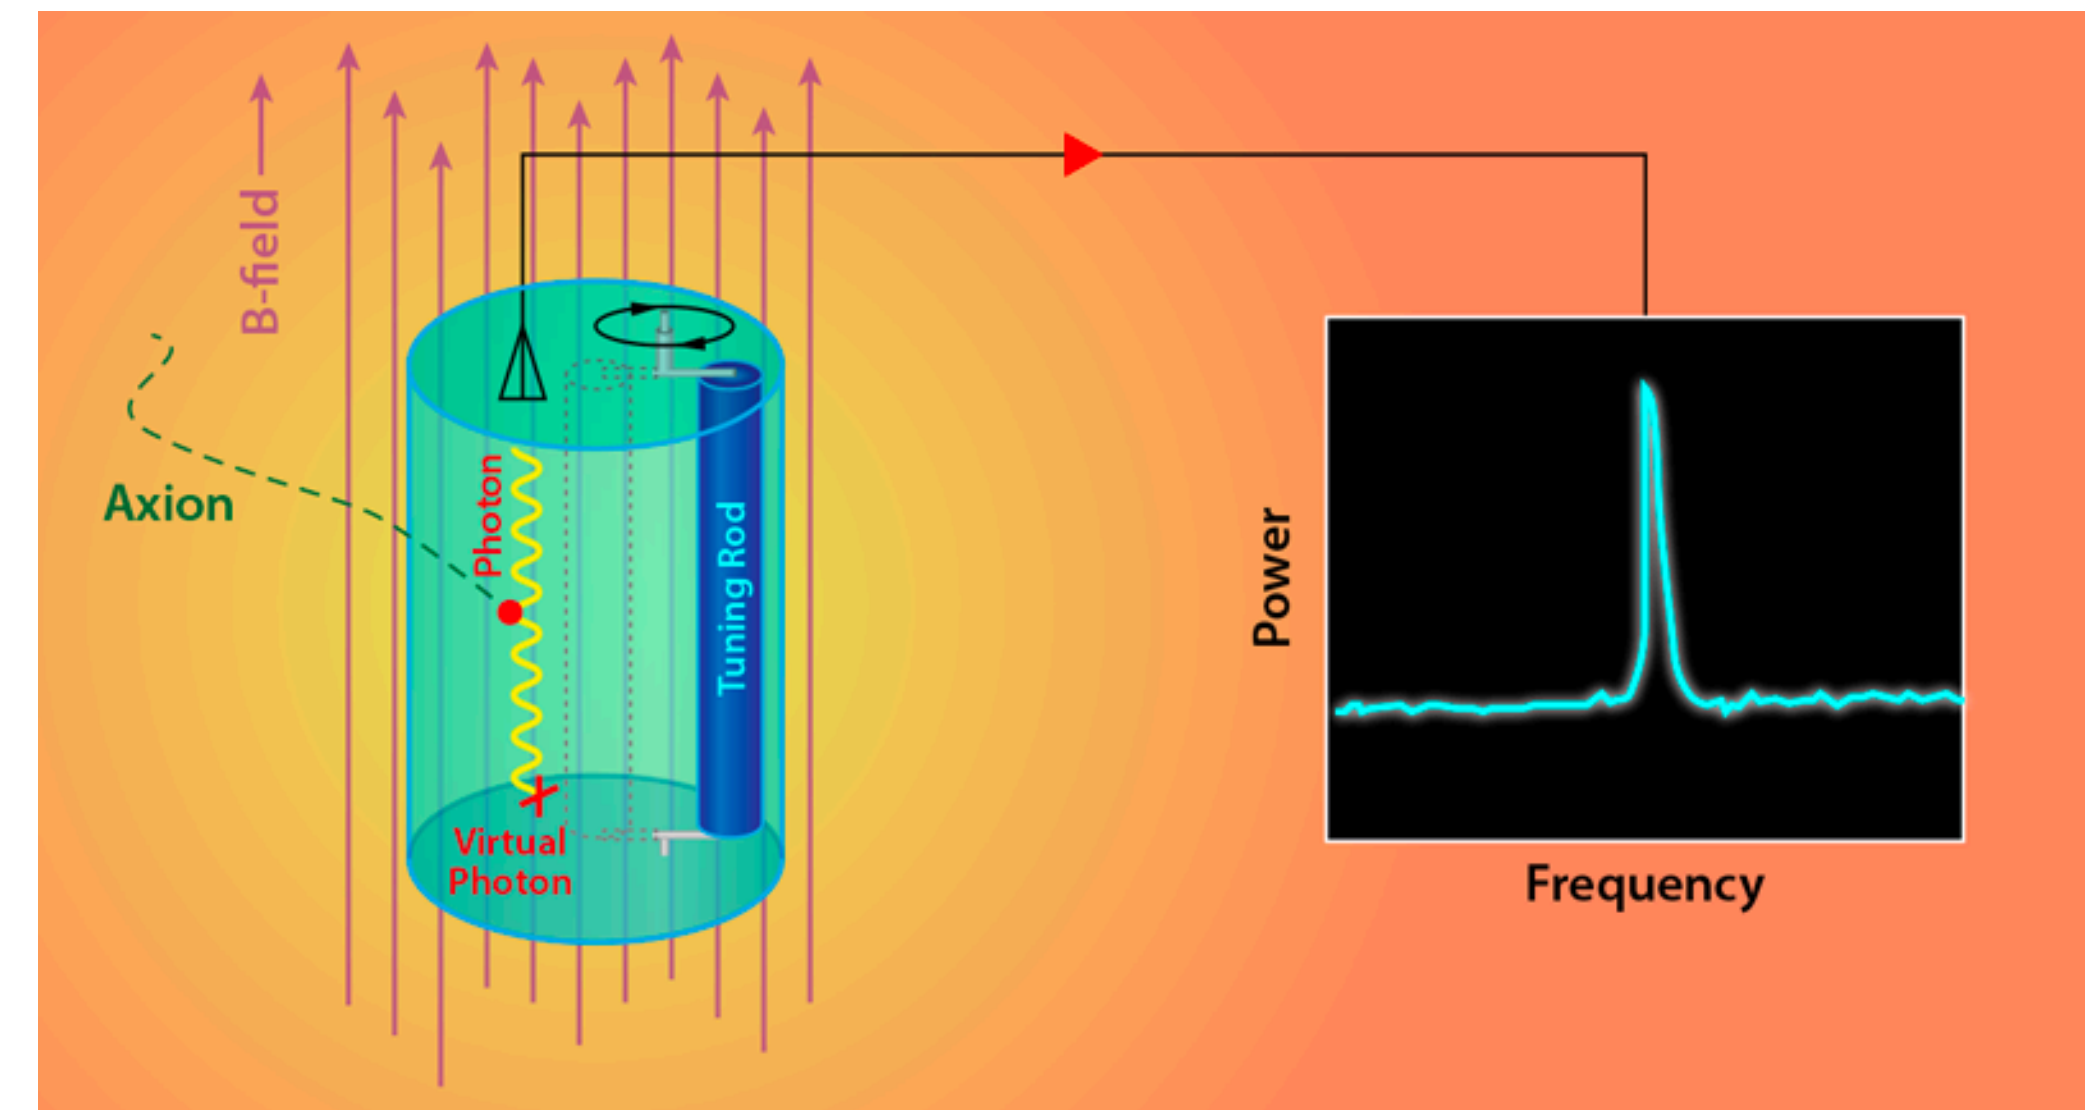 B-field
Axion
Photon
Tuning Rod
Virtual
Photon
Power
Frequency